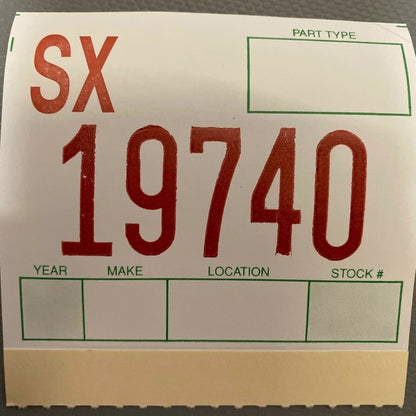 PART TYPE
SX
19740
YEAR MAKE LOCATION STOCK #